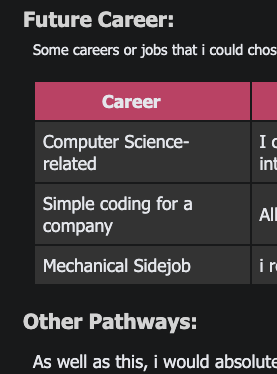 Future Career:
Some careers or jobs that i could chos
Career
Computer Science-
related
I
int
Simple coding for a
company
All
Mechanical Sidejob
i
Other Pathways:
As well as this, i would absolute